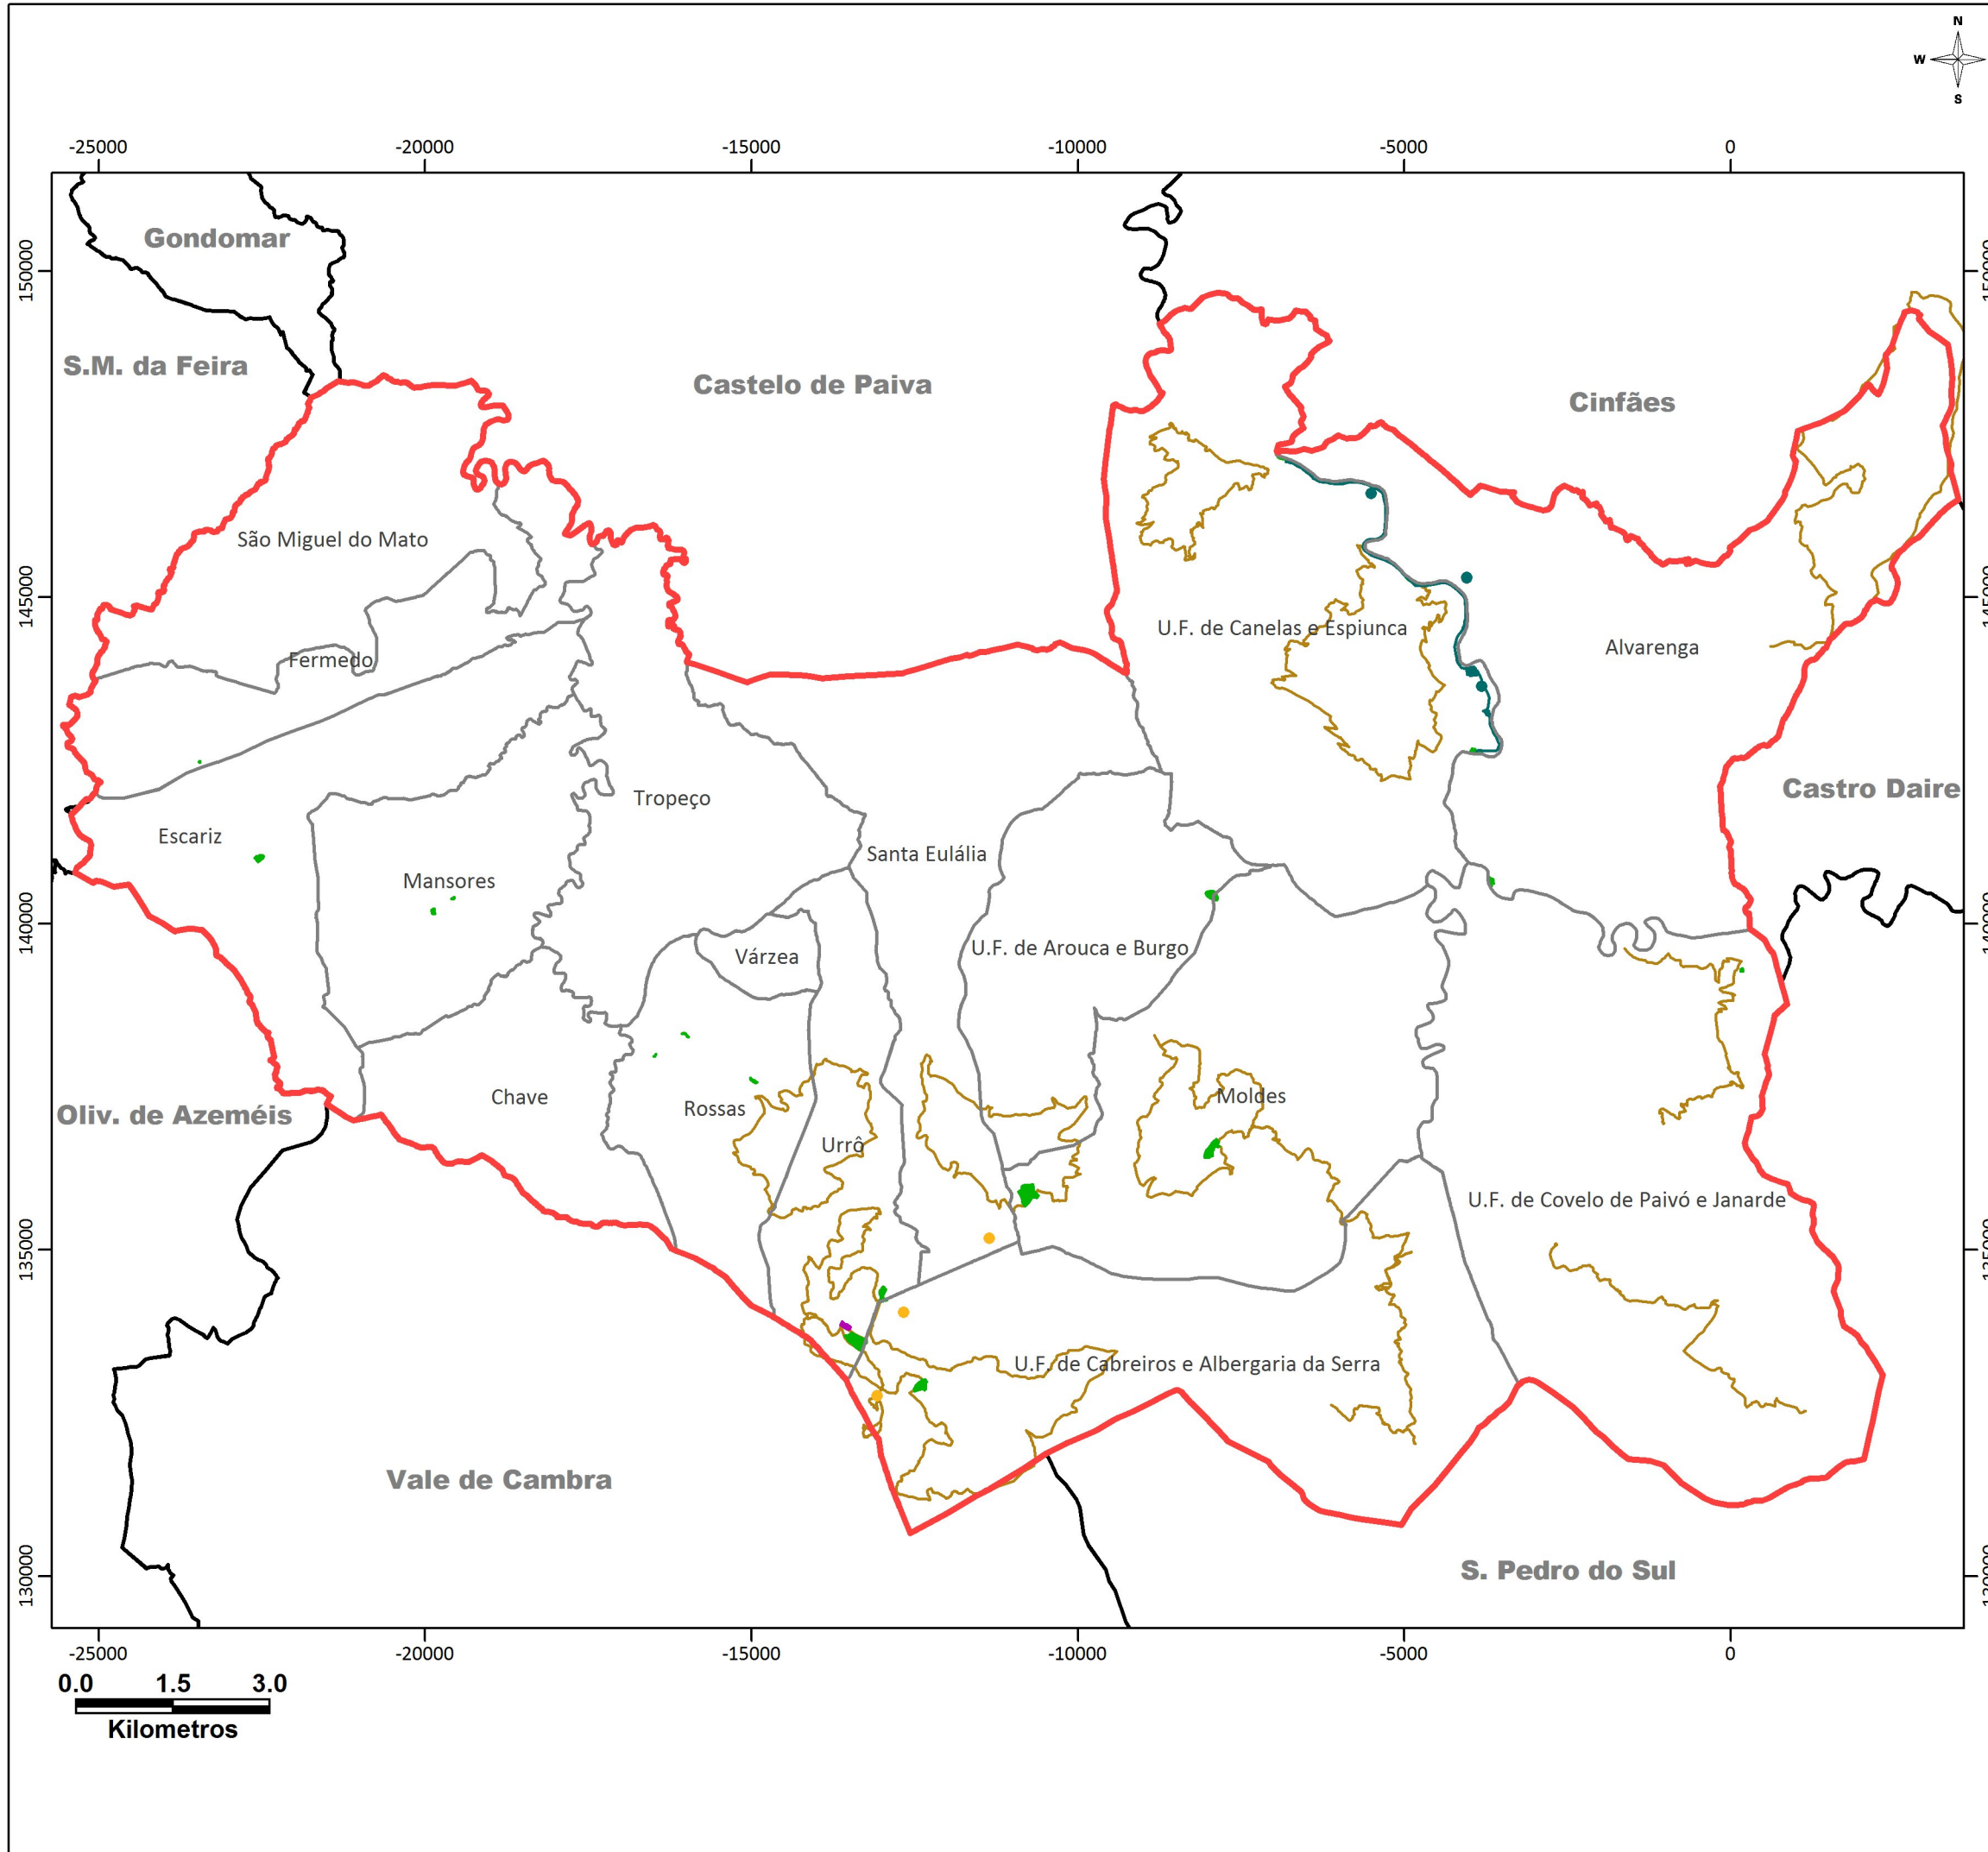 N
W
S
-25000 -20000 -15000 -10000 -5000 0
Gondomar
150000
S.M. da Feira
Castelo de Paiva
Cinfães
São Miguel do Mato
145000
U.F. de Canelas e Espiunca
Alvarenga
Fermedo
Castro Daire
Tropeço
Escariz
Santa Eulália
Mansores
140000
U.F. de Arouca e Burgo
Várzea
Chave
Moldes
Rossas
Oliv. de Azeméis
Urrô
U.F. de Covelo de Paivó e Janarde
135000
U.F. de Cabreiros e Albergaria da Serra
Vale de Cambra
S. Pedro do Sul
130000
-25000 -20000 -15000 -10000 -5000 0
0.0 1.5 3.0
Kilometros